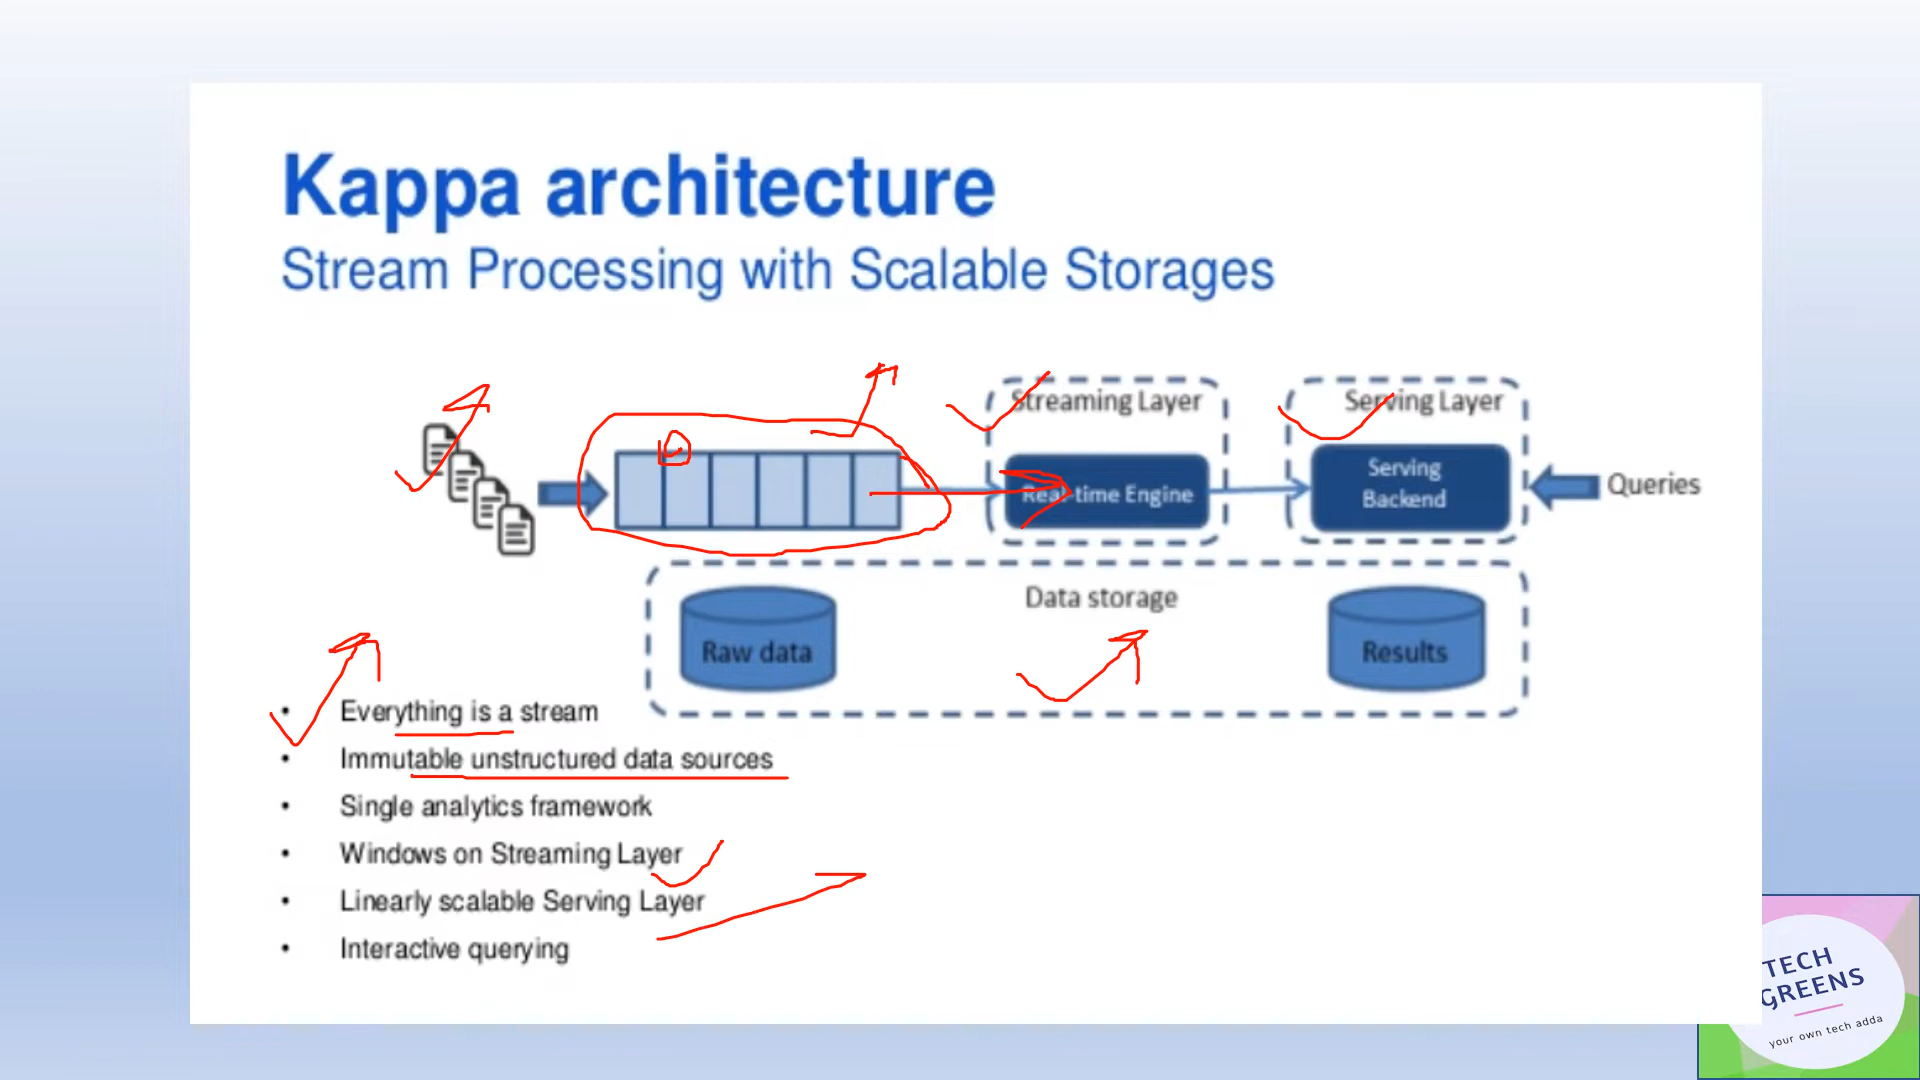 Kappa architecture
Stream Processing with Scalable Storages
Streaming Layer
Serving Layer
Real-time Engine
Serving
Backend
Queries
Data storage
Raw data
Results
• Everything is a stream
• Immutable unstructured data sources
• Single analytics framework
• Windows on Streaming Layer
• Linearly scalable Serving Layer
• Interactive querying
TECH
GREENS
your own tech adda